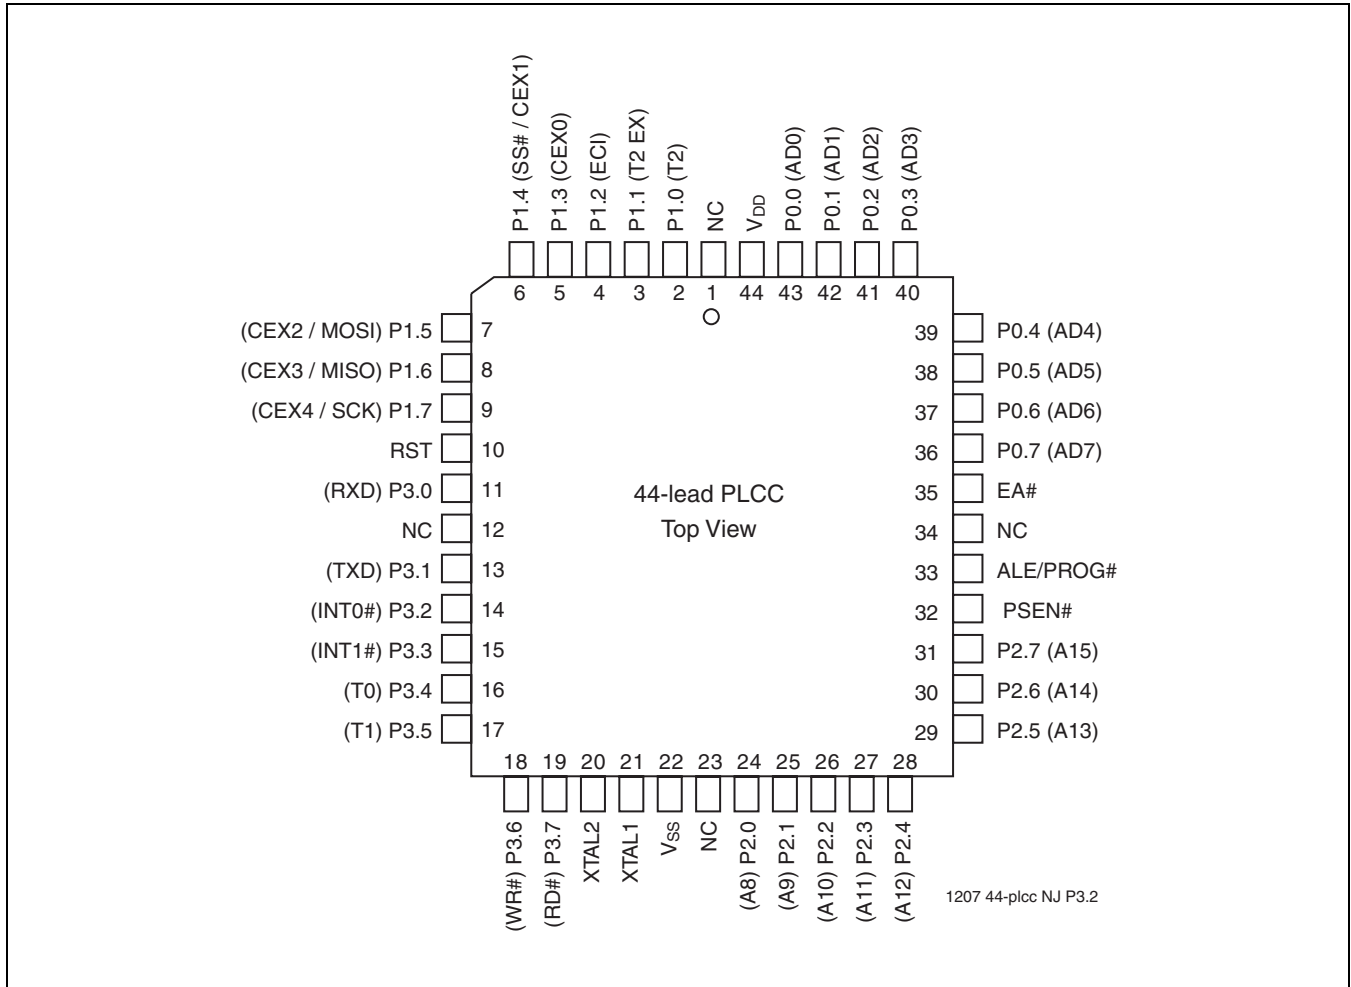 P1.4 (SS# / CEX1)
P1.3 (CEX0)
P1.2 (ECI)
P1.1 (T2 EX)
P1.0 (T2)
NC
VDD
P0.0 (AD0)
P0.1 (AD1)
P0.2 (AD2)
P0.3 (AD3)
6 5 4 3 2 1 44 43 42 41 40
(CEX2 / MOSI) P1.5 7
(CEX3 / MISO) P1.6 8
(CEX4 / SCK) P1.7 9
RST 10
(RXD) P3.0 11
NC 12
(TXD) P3.1 13
(INT0#) P3.2 14
(INT1#) P3.3 15
(T0) P3.4 16
(T1) P3.5 17
44-lead PLCC
Top View
39 P0.4 (AD4)
38 P0.5 (AD5)
37 P0.6 (AD6)
36 P0.7 (AD7)
35 EA#
34 NC
33 ALE/PROG#
32 PSEN#
31 P2.7 (A15)
30 P2.6 (A14)
29 P2.5 (A13)
18 19 20 21 22 23 24 25 26 27 28
(WR#) P3.6
(RD#) P3.7
XTAL2
XTAL1
VSS
NC
(A8) P2.0
(A9) P2.1
(A10) P2.2
(A11) P2.3
(A12) P2.4
1207 44-plcc NJ P3.2